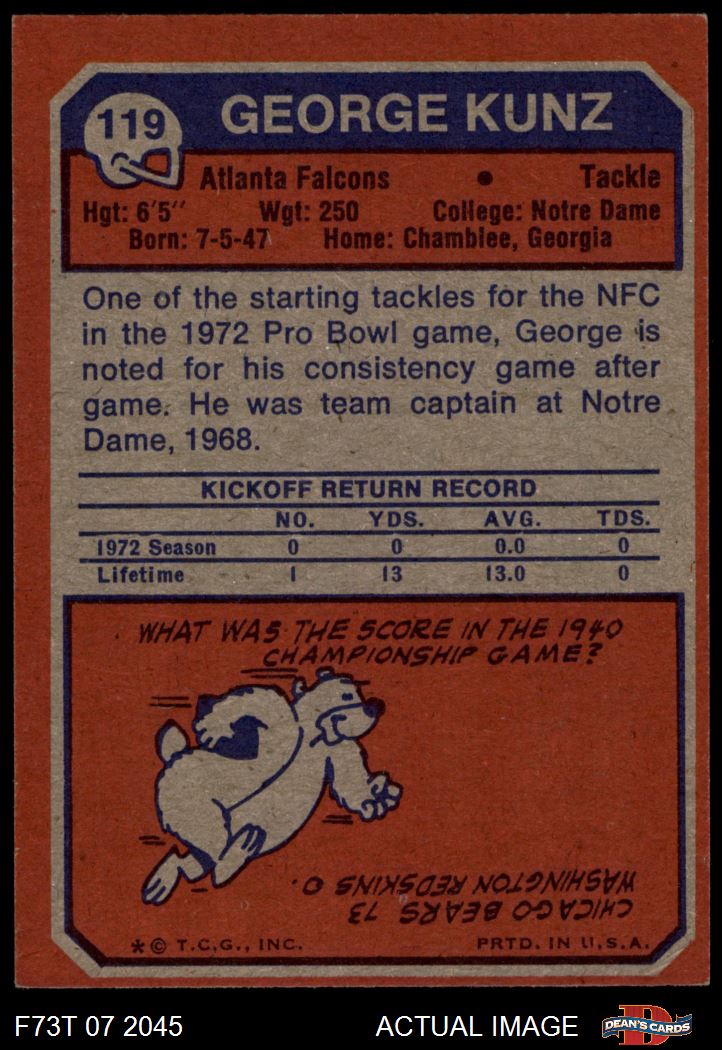 119
GEORGE KUNZ
Atlanta Falcons • Tackle
Hgt: 6'5" Wgt: 250 College: Notre Dame
Born: 7-5-47 Home: Chamblee, Georgia
One of the starting tackles for the NFC
in the 1972 Pro Bowl game, George is
noted for his consistency game after
game. He was team captain at Notre
Dame, 1968.
KICKOFF RETURN RECORD
NO. YDS. AVG. TDS.
1972 Season 0 0 0.0 0
Lifetime 1 13 13.0 0
WHAT WAS THE SCORE IN THE 1940
CHAMPIONSHIP GAME?
CHICAGO BEARS 73
WASHINGTON REDSKINS 0.
*© T.C.G., INC. PRTD. IN U.S.A.
F73T 07 2045 ACTUAL IMAGE
D
DEAN'S CARDS